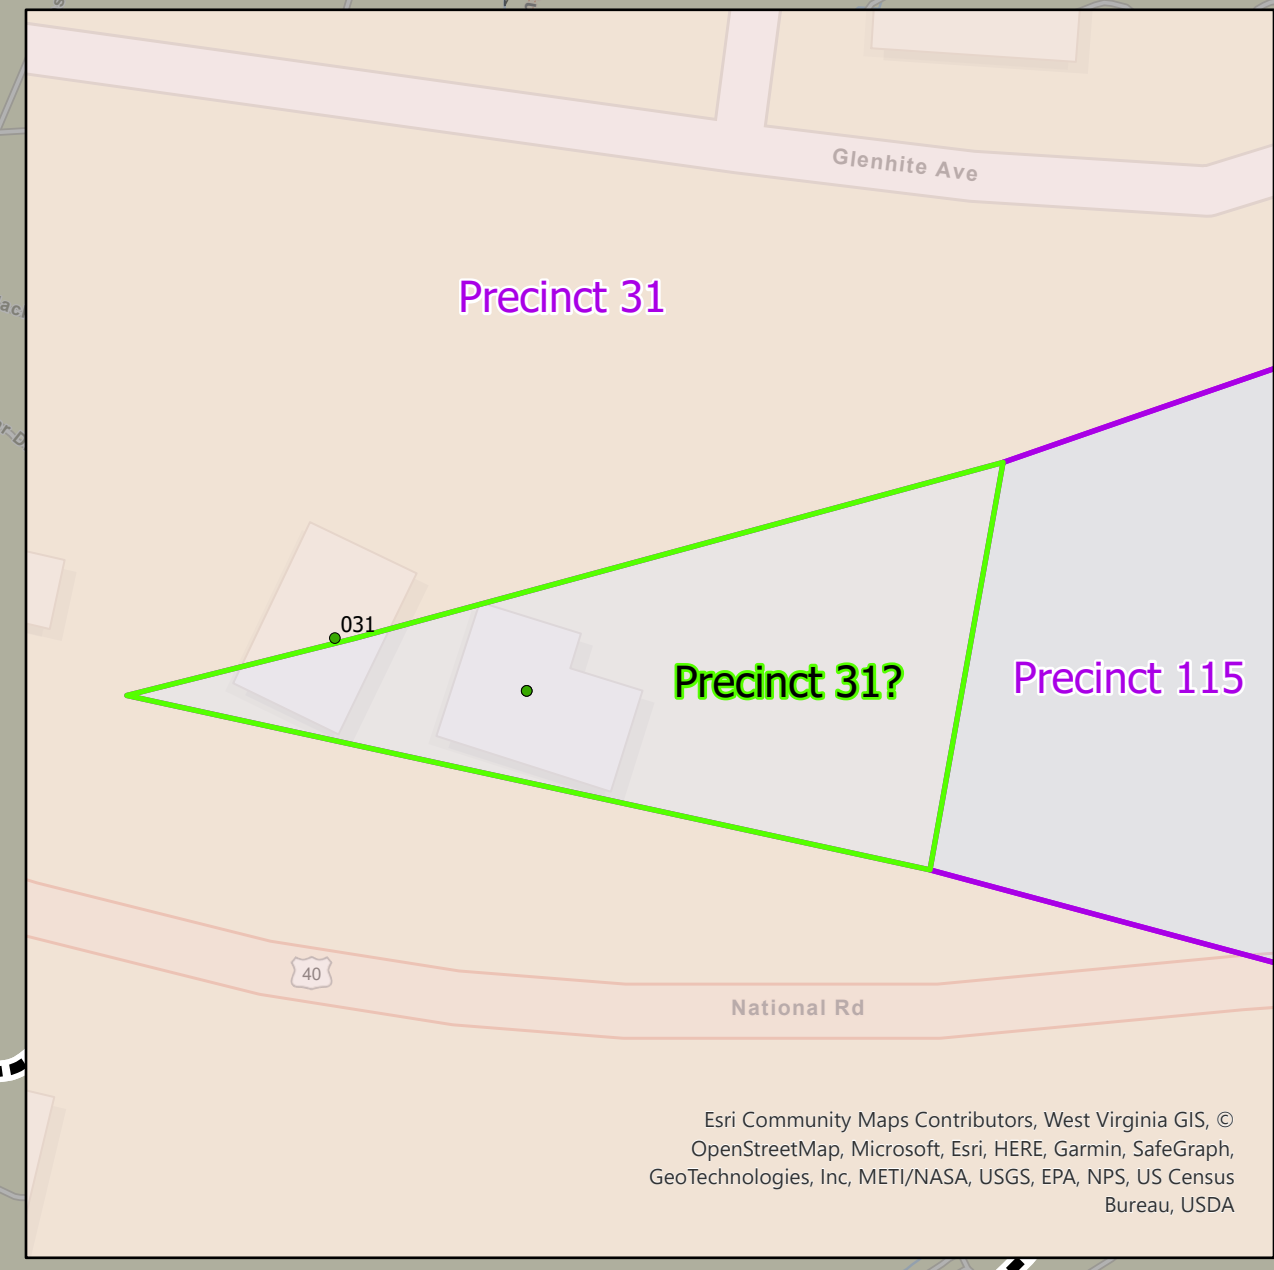 Glenhite Ave
Precinct 31
031
Precinct 31?
Precinct 115
40
National Rd
Esri Community Maps Contributors, West Virginia GIS, ©
OpenStreetMap, Microsoft, Esri, HERE, Garmin, SafeGraph,
GeoTechnologies, Inc, METI/NASA, USGS, EPA, NPS, US Census
Bureau, USDA